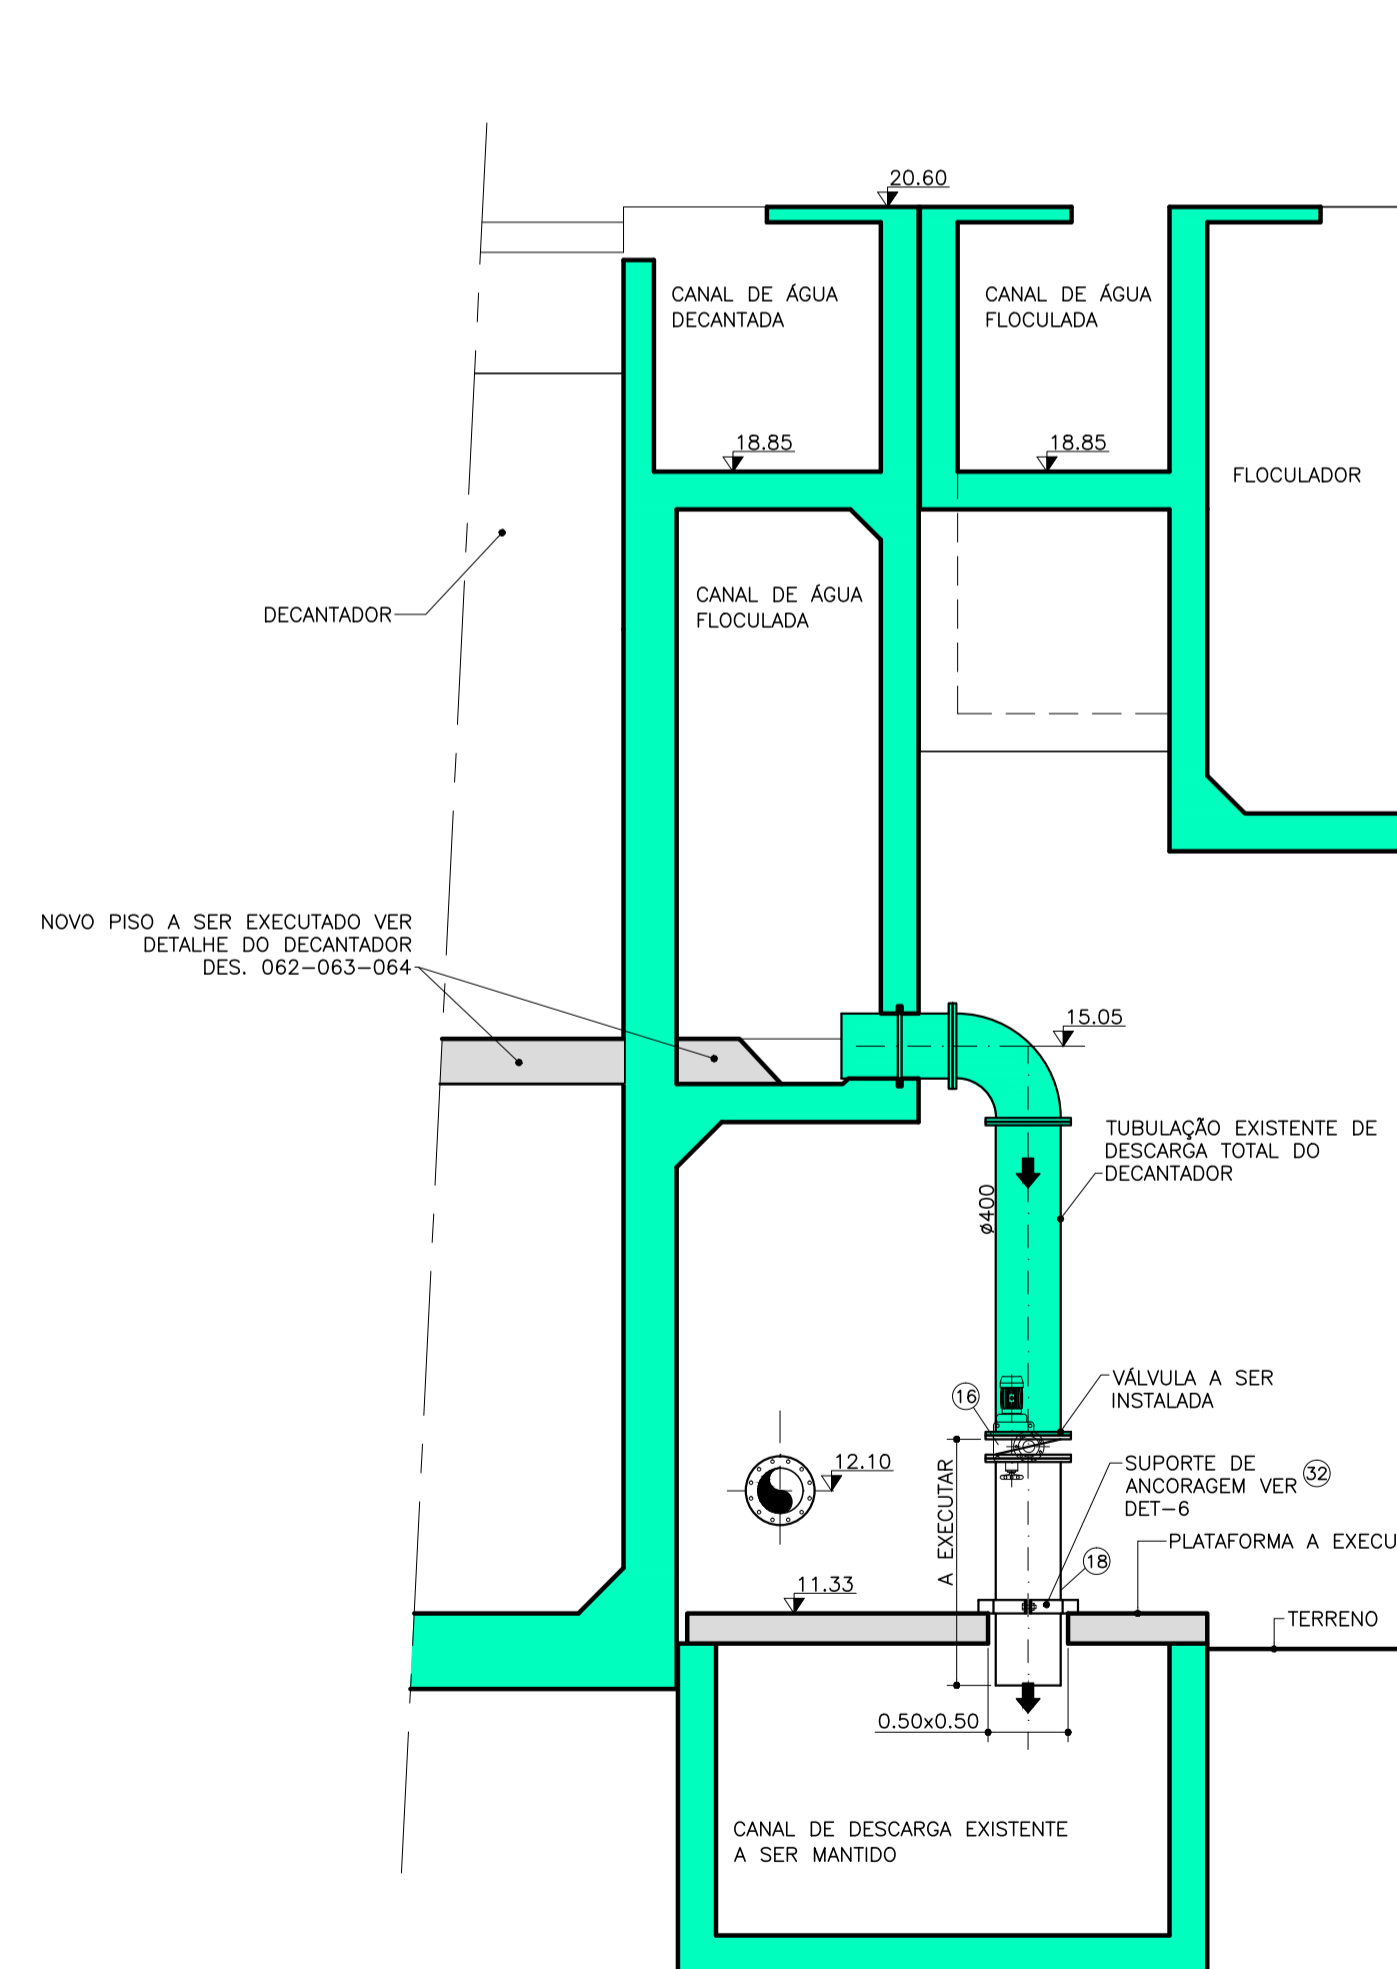 20.60
CANAL DE ÁGUA
DECANTADA
CANAL DE ÁGUA
FLOCULADA
18.85
18.85
FLOCULADOR
CANAL DE ÁGUA
FLOCULADA
DECANTADOR
NOVO PISO A SER EXECUTADO VER
DETALHE DO DECANTADOR
DES. 062-063-064
15.05
TUBULAÇÃO EXISTENTE DE
DESCARGA TOTAL DO
DECANTADOR
ø400
VÁLVULA A SER
INSTALADA
16
12.10
A EXECUTAR
SUPORTE DE
ANCORAGEM VER 32
DET-6
PLATAFORMA A EXECU
18
11.33
TERRENO
0.50x0.50
CANAL DE DESCARGA EXISTENTE
A SER MANTIDO